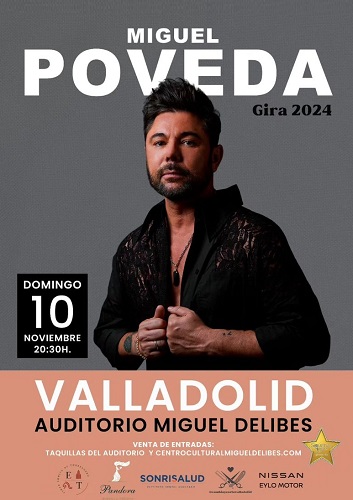 MIGUEL
POVEDA
Gira 2024
DOMINGO
10
NOVIEMBRE
20:30H.
VALLADOLID
AUDITORIO MIGUEL DELIBES
VENTA DE ENTRADAS:
TAQUILLAS DEL AUDITORIO Y CENTROCULTURALMIGUELDELIBES.COM
E T
Pandora
SONRISALUD
NISSAN
EYLO MOTOR